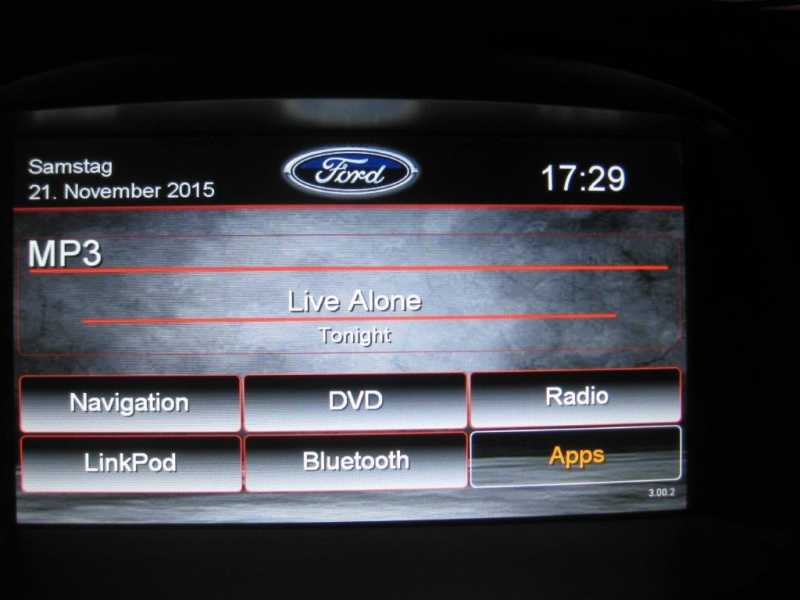 Samstag
21. November 2015
Ford
17:29
MP3
Live Alone
Tonight
Navigation
DVD
Radio
LinkPod
Bluetooth
Apps
3.00.2